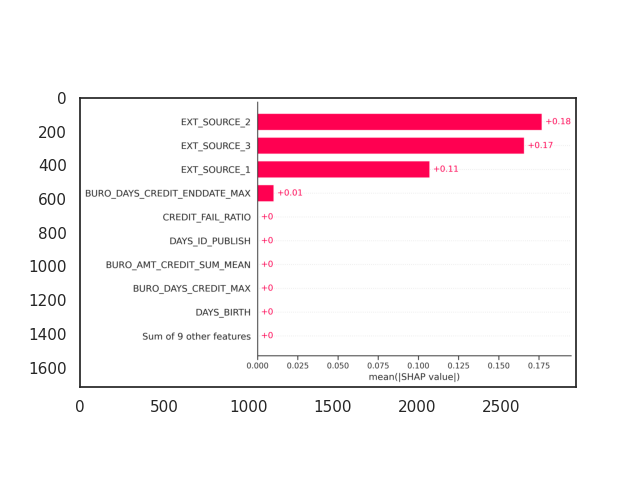 0
200
400
600
800
1000
1200
1400
1600
EXT_SOURCE_2 +0.18
EXT_SOURCE_3 +0.17
EXT_SOURCE_1 +0.11
BURO_DAYS_CREDIT_ENDDATE_MAX +0.01
CREDIT_FAIL_RATIO +0
DAYS_ID_PUBLISH +0
BURO_AMT_CREDIT_SUM_MEAN +0
BURO_DAYS_CREDIT_MAX +0
DAYS_BIRTH +0
Sum of 9 other features +0
0.000 0.025 0.050 0.075 0.100 0.125 0.150 0.175
mean(|SHAP value|)
0 500 1000 1500 2000 2500